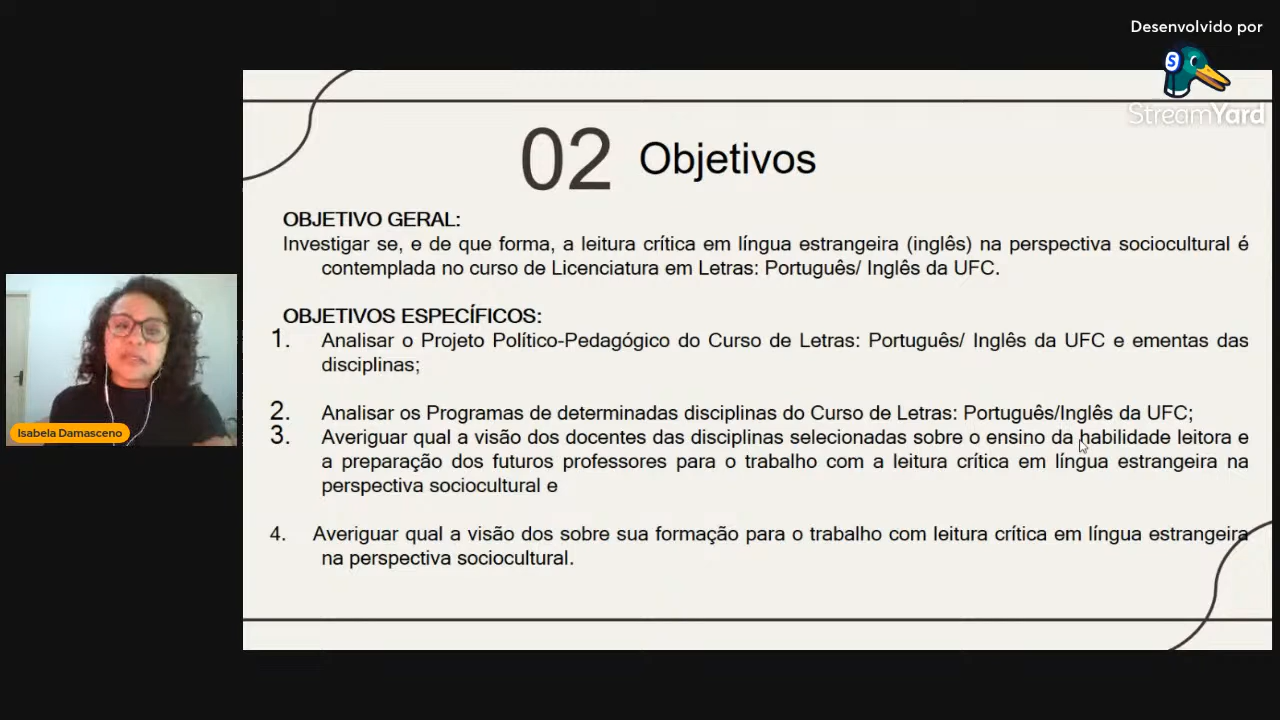 Desenvolvido por
StreamYard
02 Objetivos
OBJETIVO GERAL:
Investigar se, e de que forma, a leitura crítica em língua estrangeira (inglês) na perspectiva sociocultural é
contemplada no curso de Licenciatura em Letras: Português/ Inglês da UFC.
OBJETIVOS ESPECÍFICOS:
1. Analisar o Projeto Político-Pedagógico do Curso de Letras: Português/ Inglês da UFC e ementas das
disciplinas;
2. Analisar os Programas de determinadas disciplinas do Curso de Letras: Português/Inglês da UFC;
3. Averiguar qual a visão dos docentes das disciplinas selecionadas sobre o ensino da habilidade leitora e
a preparação dos futuros professores para o trabalho com a leitura crítica em língua estrangeira na
perspectiva sociocultural e
4. Averiguar qual a visão dos sobre sua formação para o trabalho com leitura crítica em língua estrangeira
na perspectiva sociocultural.
Isabela Damasceno